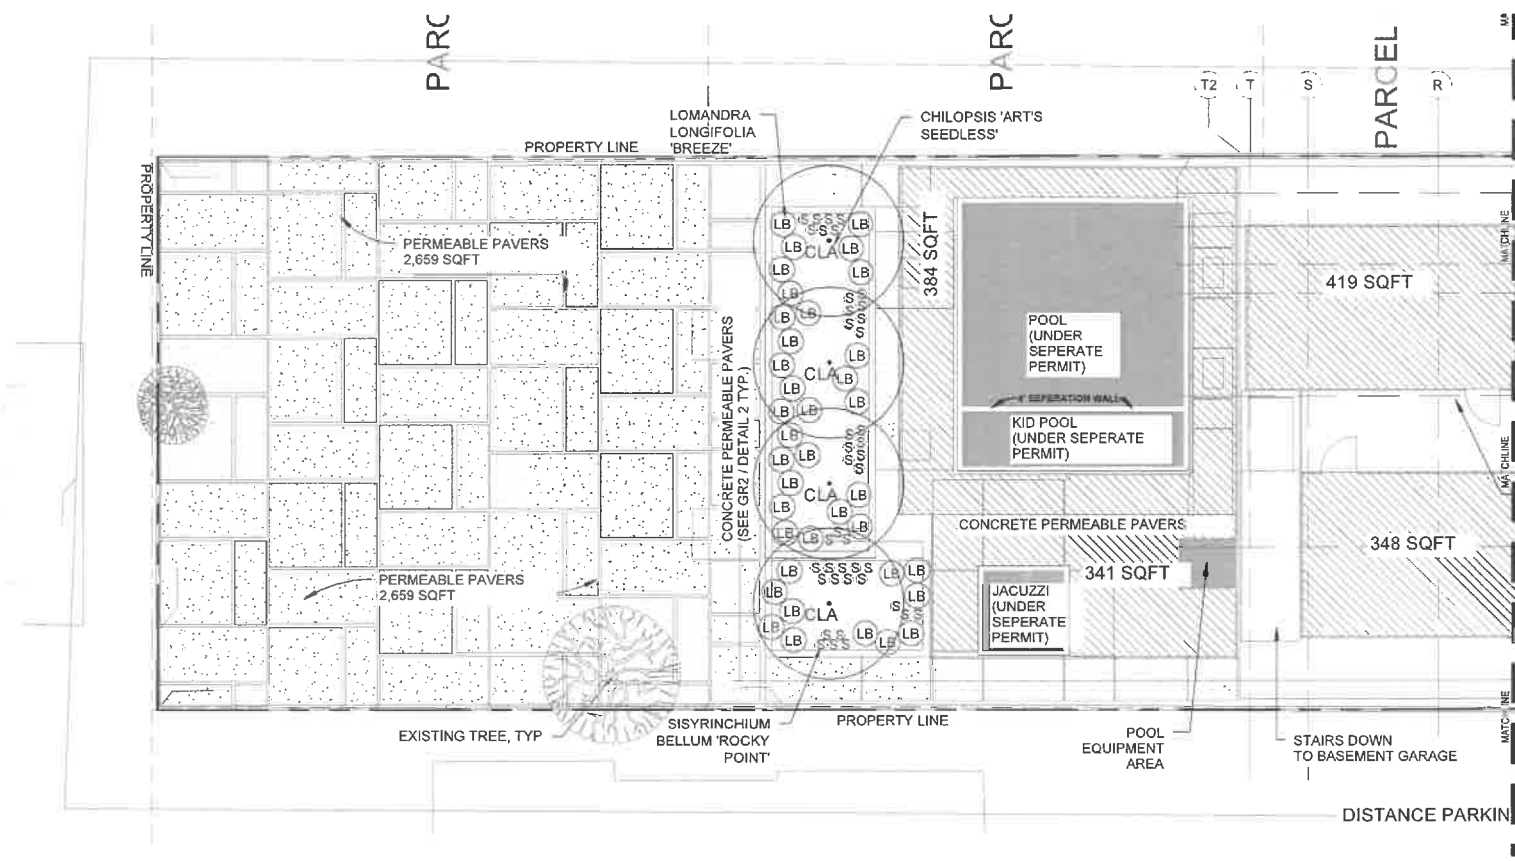 PARC
PARC
PARCEL
T2
T
S
R
LOMANDRA
LONGIFOLIA
'BREEZE'
CHILOPSIS 'ART'S
SEEDLESS'
PROPERTY LINE
PROPERTY LINE
PERMEABLE PAVERS
2,659 SQFT
384 SQFT
419 SQFT
MATCHLINE
POOL
(UNDER
SEPERATE
PERMIT)
SEPERATION WALL
KID POOL
(UNDER SEPERATE
PERMIT)
CONCRETE PERMEABLE PAVERS
(SEE GR2 / DETAIL 2 TYP.)
LB
CLA
LB
CLA
LB
CLA
LB
CLA
MATCHLINE
CONCRETE PERMEABLE PAVERS
341 SQFT
348 SQFT
PERMEABLE PAVERS
2,659 SQFT
JACUZZI
(UNDER
SEPERATE
PERMIT)
EXISTING TREE, TYP
SISYRINCHIUM
BELLUM 'ROCKY
POINT'
PROPERTY LINE
POOL
EQUIPMENT
AREA
STAIRS DOWN
TO BASEMENT GARAGE
DISTANCE PARKIN